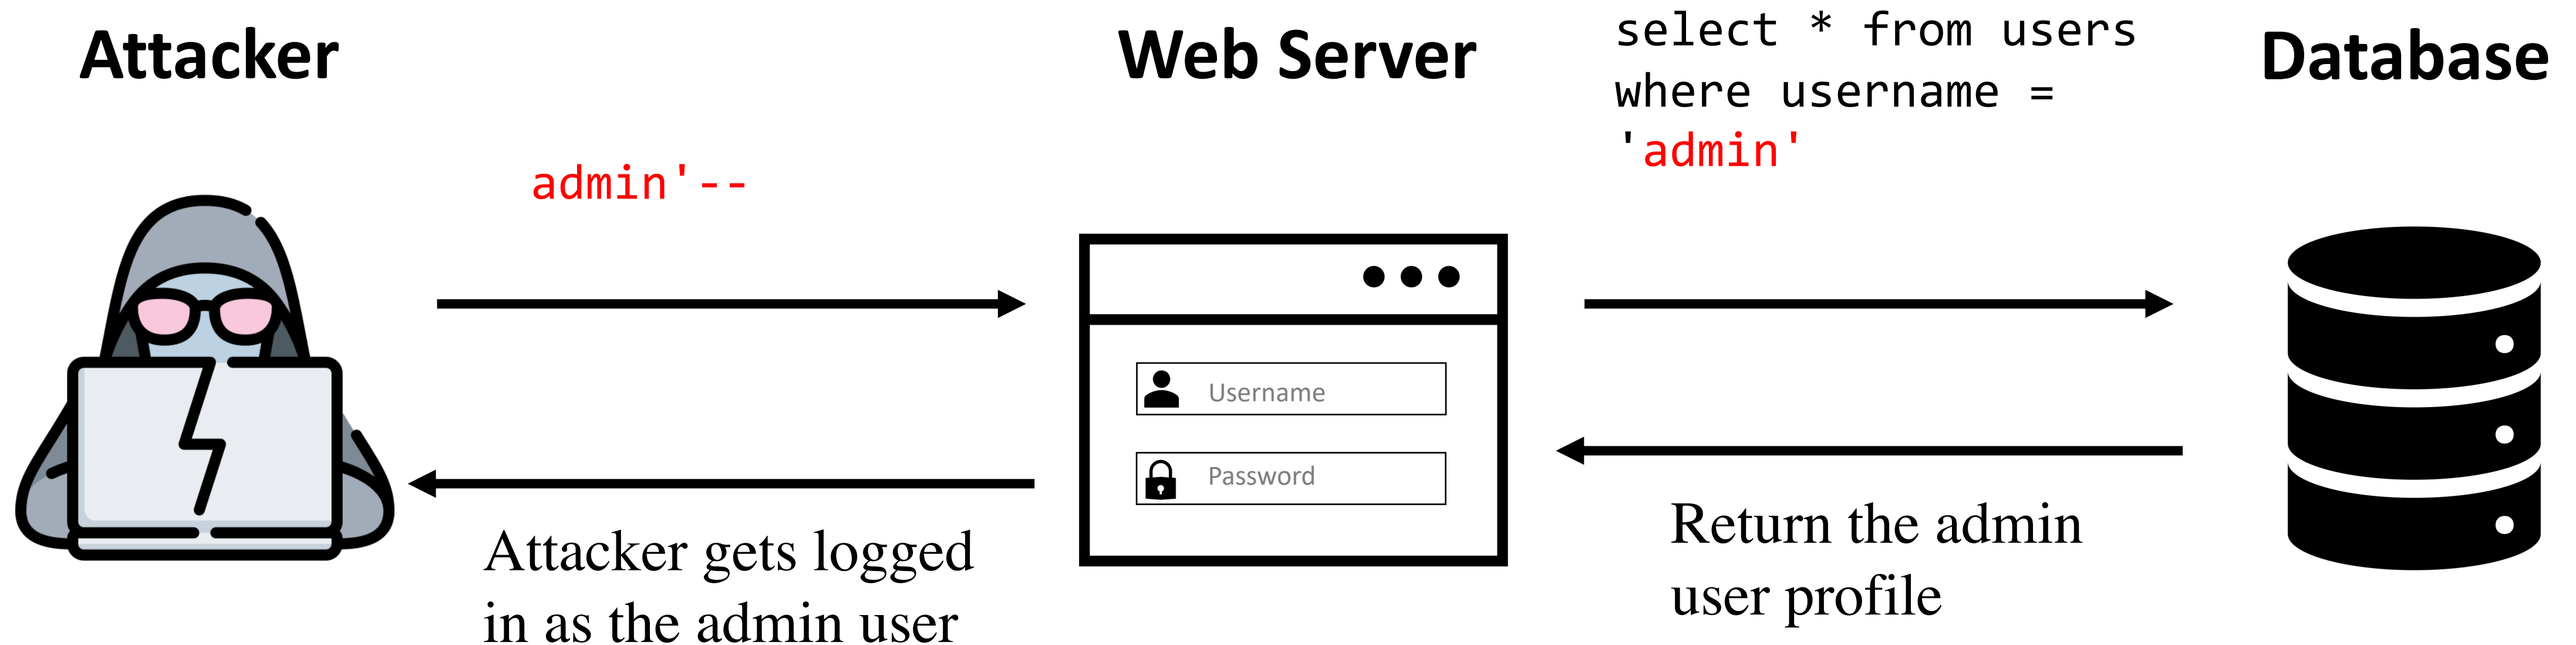 Attacker
Web Server
select * from users
where username =
'admin'
Database
admin'--
Username
Password
Attacker gets logged
in as the admin user
Return the admin
user profile